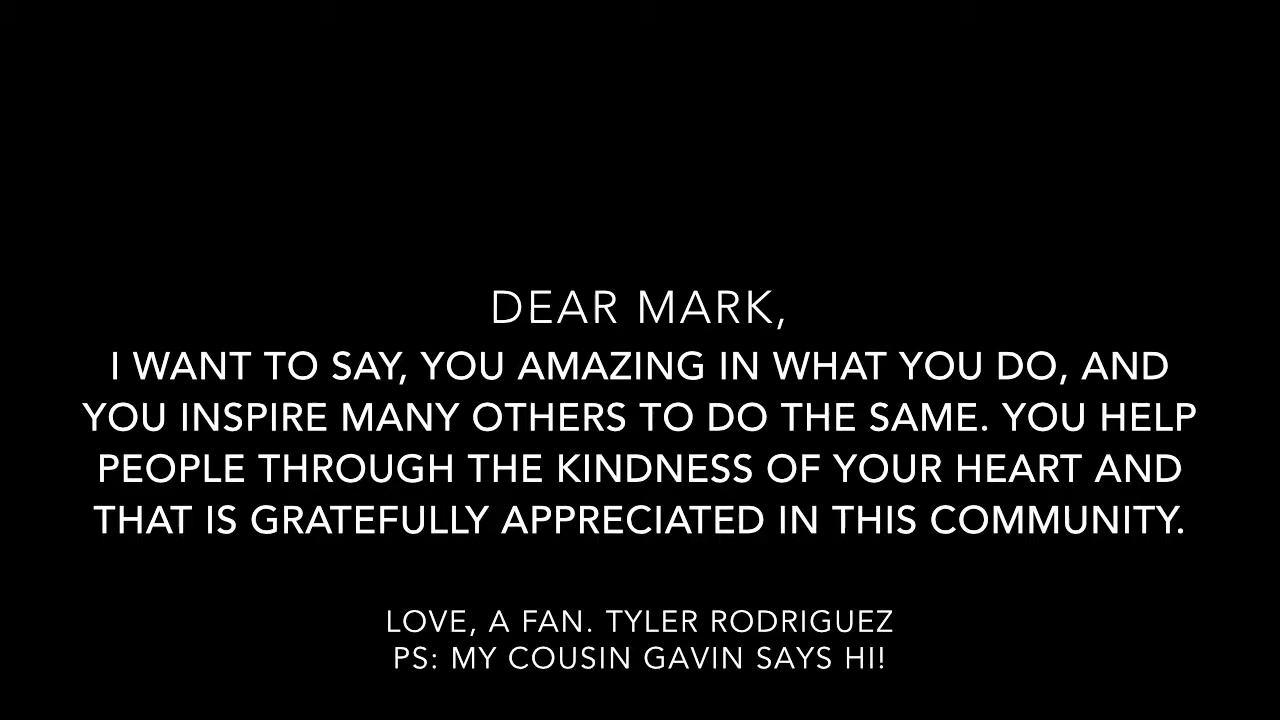 DEAR MARK,
I WANT TO SAY, YOU AMAZING IN WHAT YOU DO, AND
YOU INSPIRE MANY OTHERS TO DO THE SAME. YOU HELP
PEOPLE THROUGH THE KINDNESS OF YOUR HEART AND
THAT IS GRATEFULLY APPRECIATED IN THIS COMMUNITY.
LOVE, A FAN. TYLER RODRIGUEZ
PS: MY COUSIN GAVIN SAYS HI!